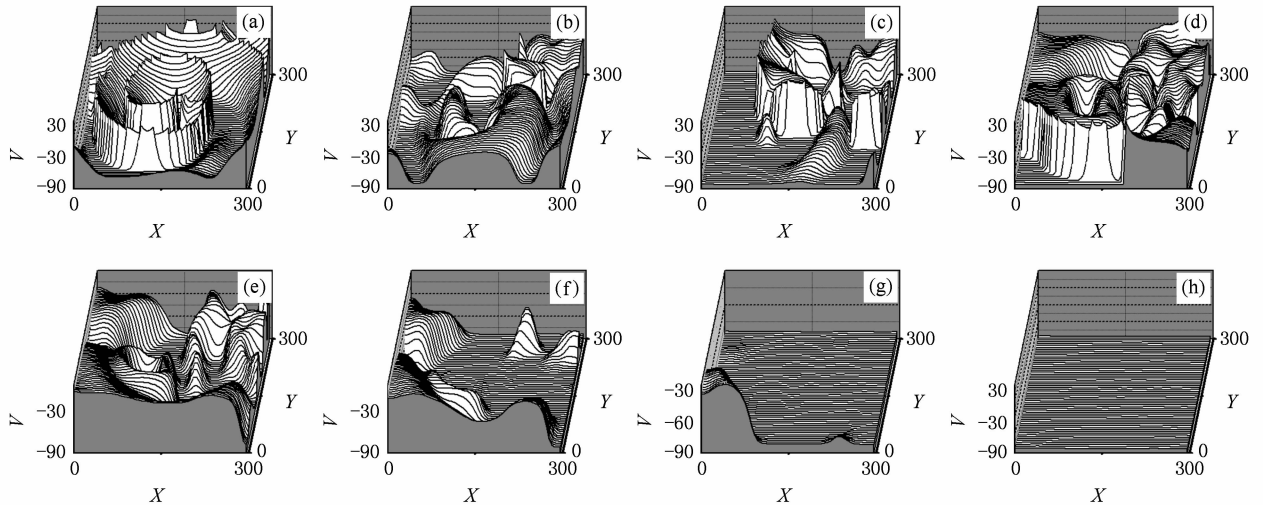 (a) (b) (c) (d)
300 300 300 300
30 30 30 30
Y Y Y Y
V −30 V −30 V −30 V −30
−90 0 −90 0 −90 0 −90 0
0 300 0 300 0 300 0 300
X X X X
(e) (f) (g) (h)
300 300 300 300
30
−30 −30 −30 −30
Y Y Y Y
V V V −60 V
−90 0 −90 0 −90 0 −90 0
0 300 0 300 0 300 0 300
X X X X